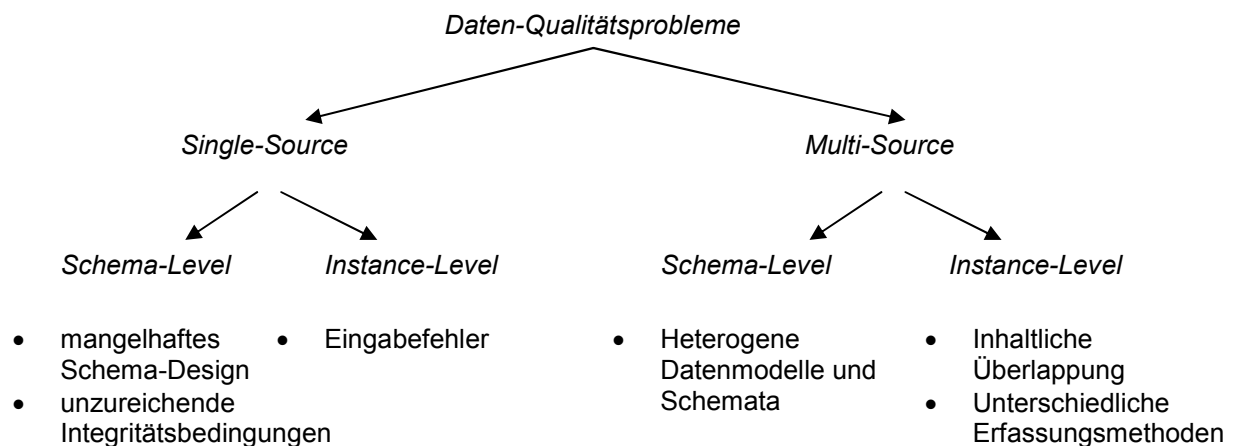 Daten-Qualitätsprobleme
Single-Source
Multi-Source
Schema-Level
Instance-Level
Schema-Level
Instance-Level
• mangelhaftes
Schema-Design
• unzureichende
Integritätsbedingungen
• Eingabefehler
• Heterogene
Datenmodelle und
Schemata
• Inhaltliche
Überlappung
• Unterschiedliche
Erfassungsmethoden